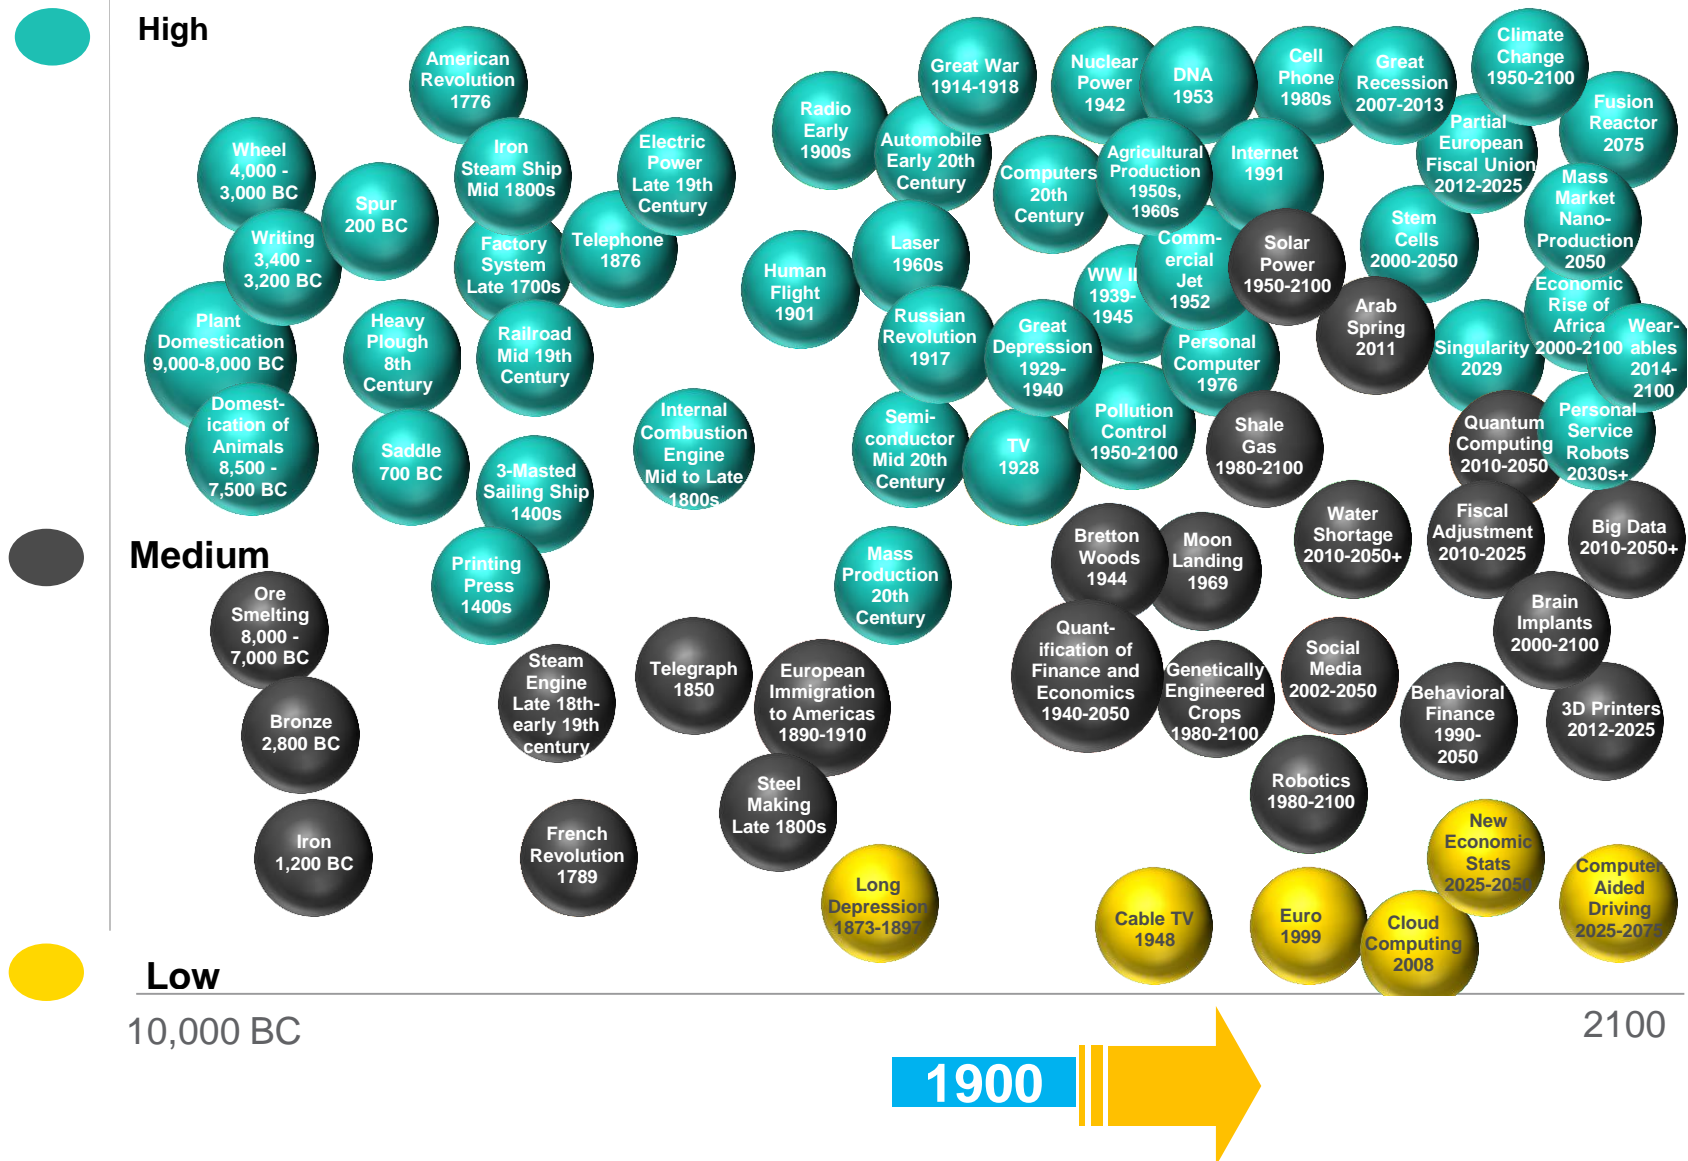 High
American
Revolution
1776
Great War
1914-1918
Nuclear
Power
1942
DNA
1953
Cell
Phone
1980s
Great
Recession
2007-2013
Climate
Change
1950-2100
Radio
Early
1900s
Automobile
Early 20th
Century
Fusion
Reactor
2075
Partial
European
Fiscal Union
2012-2025
Wheel
4,000 -
3,000 BC
Iron
Steam Ship
Mid 1800s
Electric
Power
Late 19th
Century
Computers
20th
Century
Agricultural
Production
1950s,
1960s
Internet
1991
Mass
Market
Nano-
Production
2050
Spur
200 BC
Writing
3,400 -
3,200 BC
Factory
System
Late 1700s
Telephone
1876
Laser
1960s
Human
Flight
1901
WW II
1939-
1945
Comm-
ercial
Jet
1952
Solar
Power
1950-2100
Stem
Cells
2000-2050
Economic
Rise of
Africa
2000-2100
Plant
Domestication
9,000-8,000 BC
Heavy
Plough
8th
Century
Railroad
Mid 19th
Century
Russian
Revolution
1917
Great
Depression
1929-
1940
Personal
Computer
1976
Arab
Spring
2011
Singularity
2029
Wear-
ables
2014-
2100
Domest-
ication of
Animals
8,500 -
7,500 BC
Saddle
700 BC
3-Masted
Sailing Ship
1400s
Internal
Combustion
Engine
Mid to Late
1800s
Semi-
conductor
Mid 20th
Century
TV
1928
Pollution
Control
1950-2100
Shale
Gas
1980-2100
Quantum
Computing
2010-2050
Personal
Service
Robots
2030s+
Medium
Printing
Press
1400s
Mass
Production
20th
Century
Bretton
Woods
1944
Moon
Landing
1969
Water
Shortage
2010-2050+
Fiscal
Adjustment
2010-2025
Big Data
2010-2050+
Ore
Smelting
8,000 -
7,000 BC
Steam
Engine
Late 18th-
early 19th
century
Telegraph
1850
European
Immigration
to Americas
1890-1910
Quant-
ification of
Finance and
Economics
1940-2050
Genetically
Engineered
Crops
1980-2100
Social
Media
2002-2050
Brain
Implants
2000-2100
Behavioral
Finance
1990-
2050
3D Printers
2012-2025
Bronze
2,800 BC
Steel
Making
Late 1800s
Robotics
1980-2100
Iron
1,200 BC
French
Revolution
1789
Long
Depression
1873-1897
Cable TV
1948
Euro
1999
Cloud
Computing
2008
New
Economic
Stats
2025-2050
Computer
Aided
Driving
2025-2075
Low
10,000 BC
2100
1900